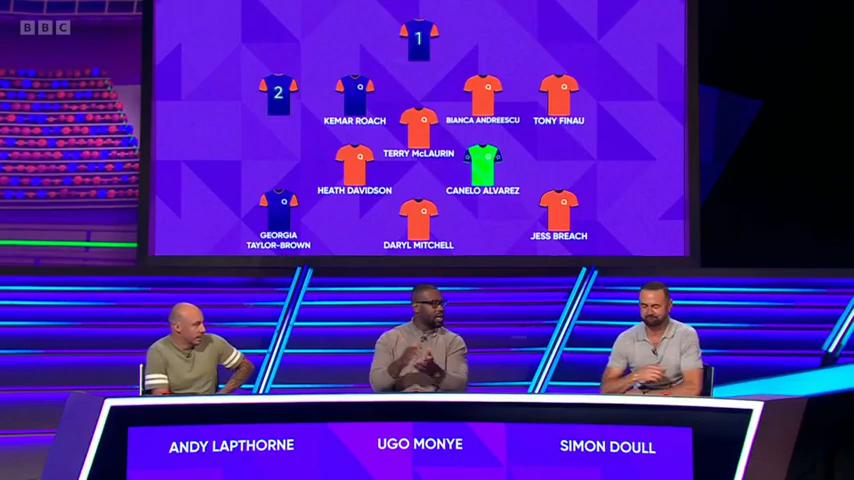 BBC
1
2
KEMAR ROACH
BIANCA ANDREESCU
TONY FINAU
TERRY McLAURIN
HEATH DAVIDSON
CANELO ALVAREZ
GEORGIA
TAYLOR-BROWN
DARYL MITCHELL
JESS BREACH
ANDY LAPTHORNE
UGO MONYE
SIMON DOULL